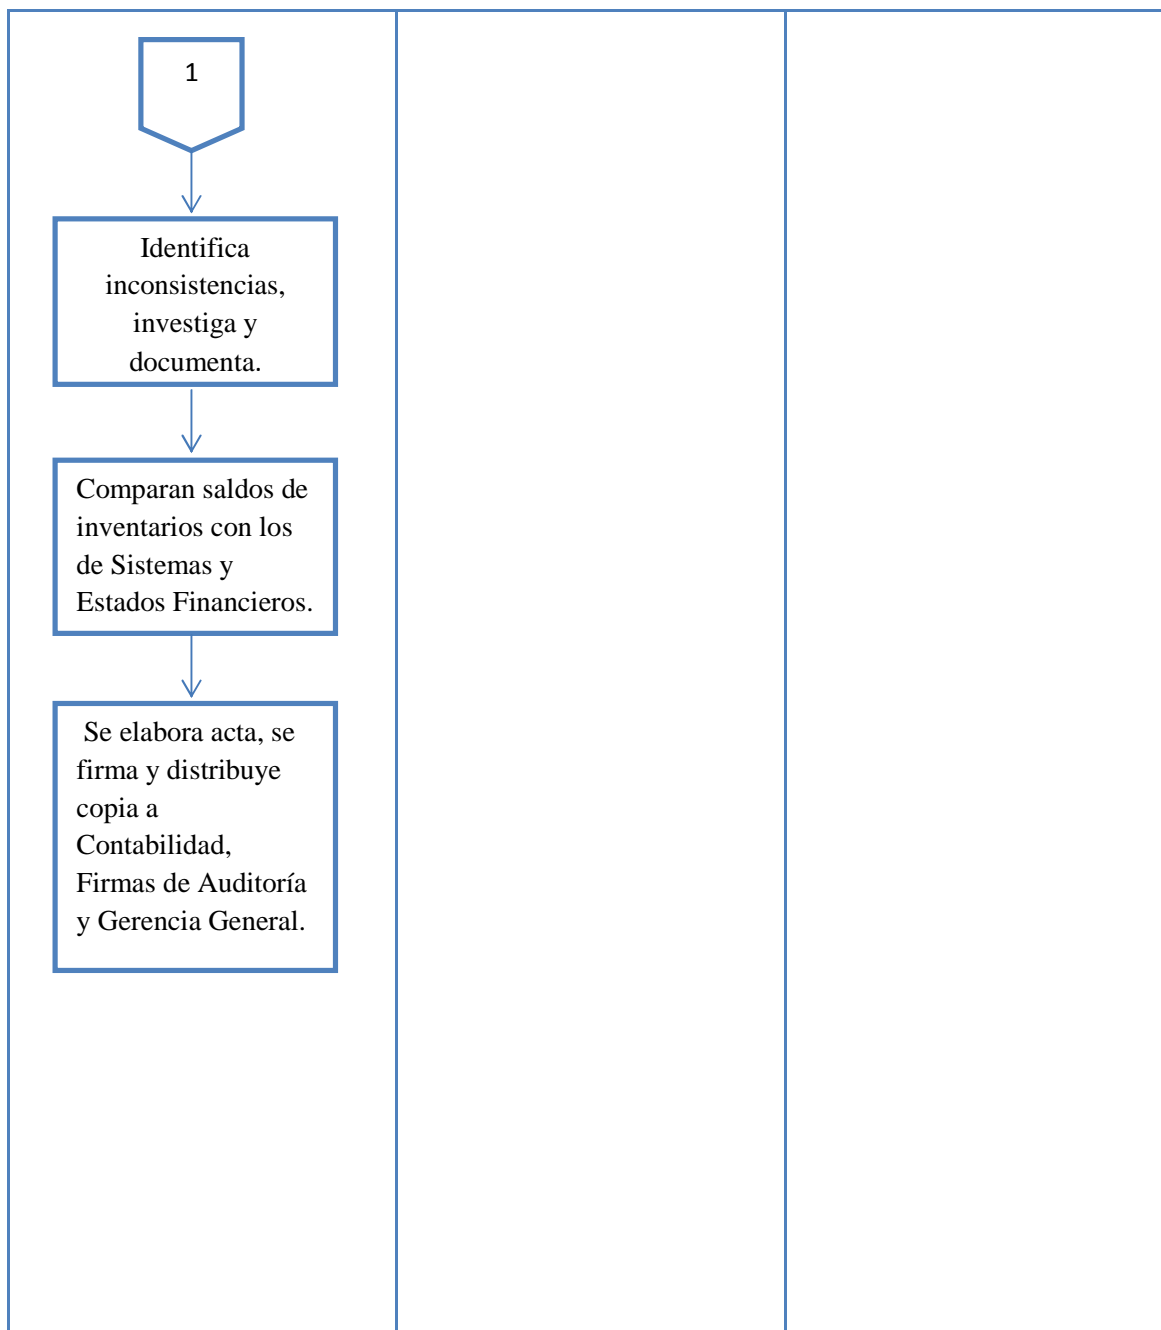 1
Identifica
inconsistencias,
investiga y
documenta.
Comparan saldos de
inventarios con los
de Sistemas y
Estados Financieros.
Se elabora acta, se
firma y distribuye
copia a
Contabilidad,
Firmas de Auditoría
y Gerencia General.